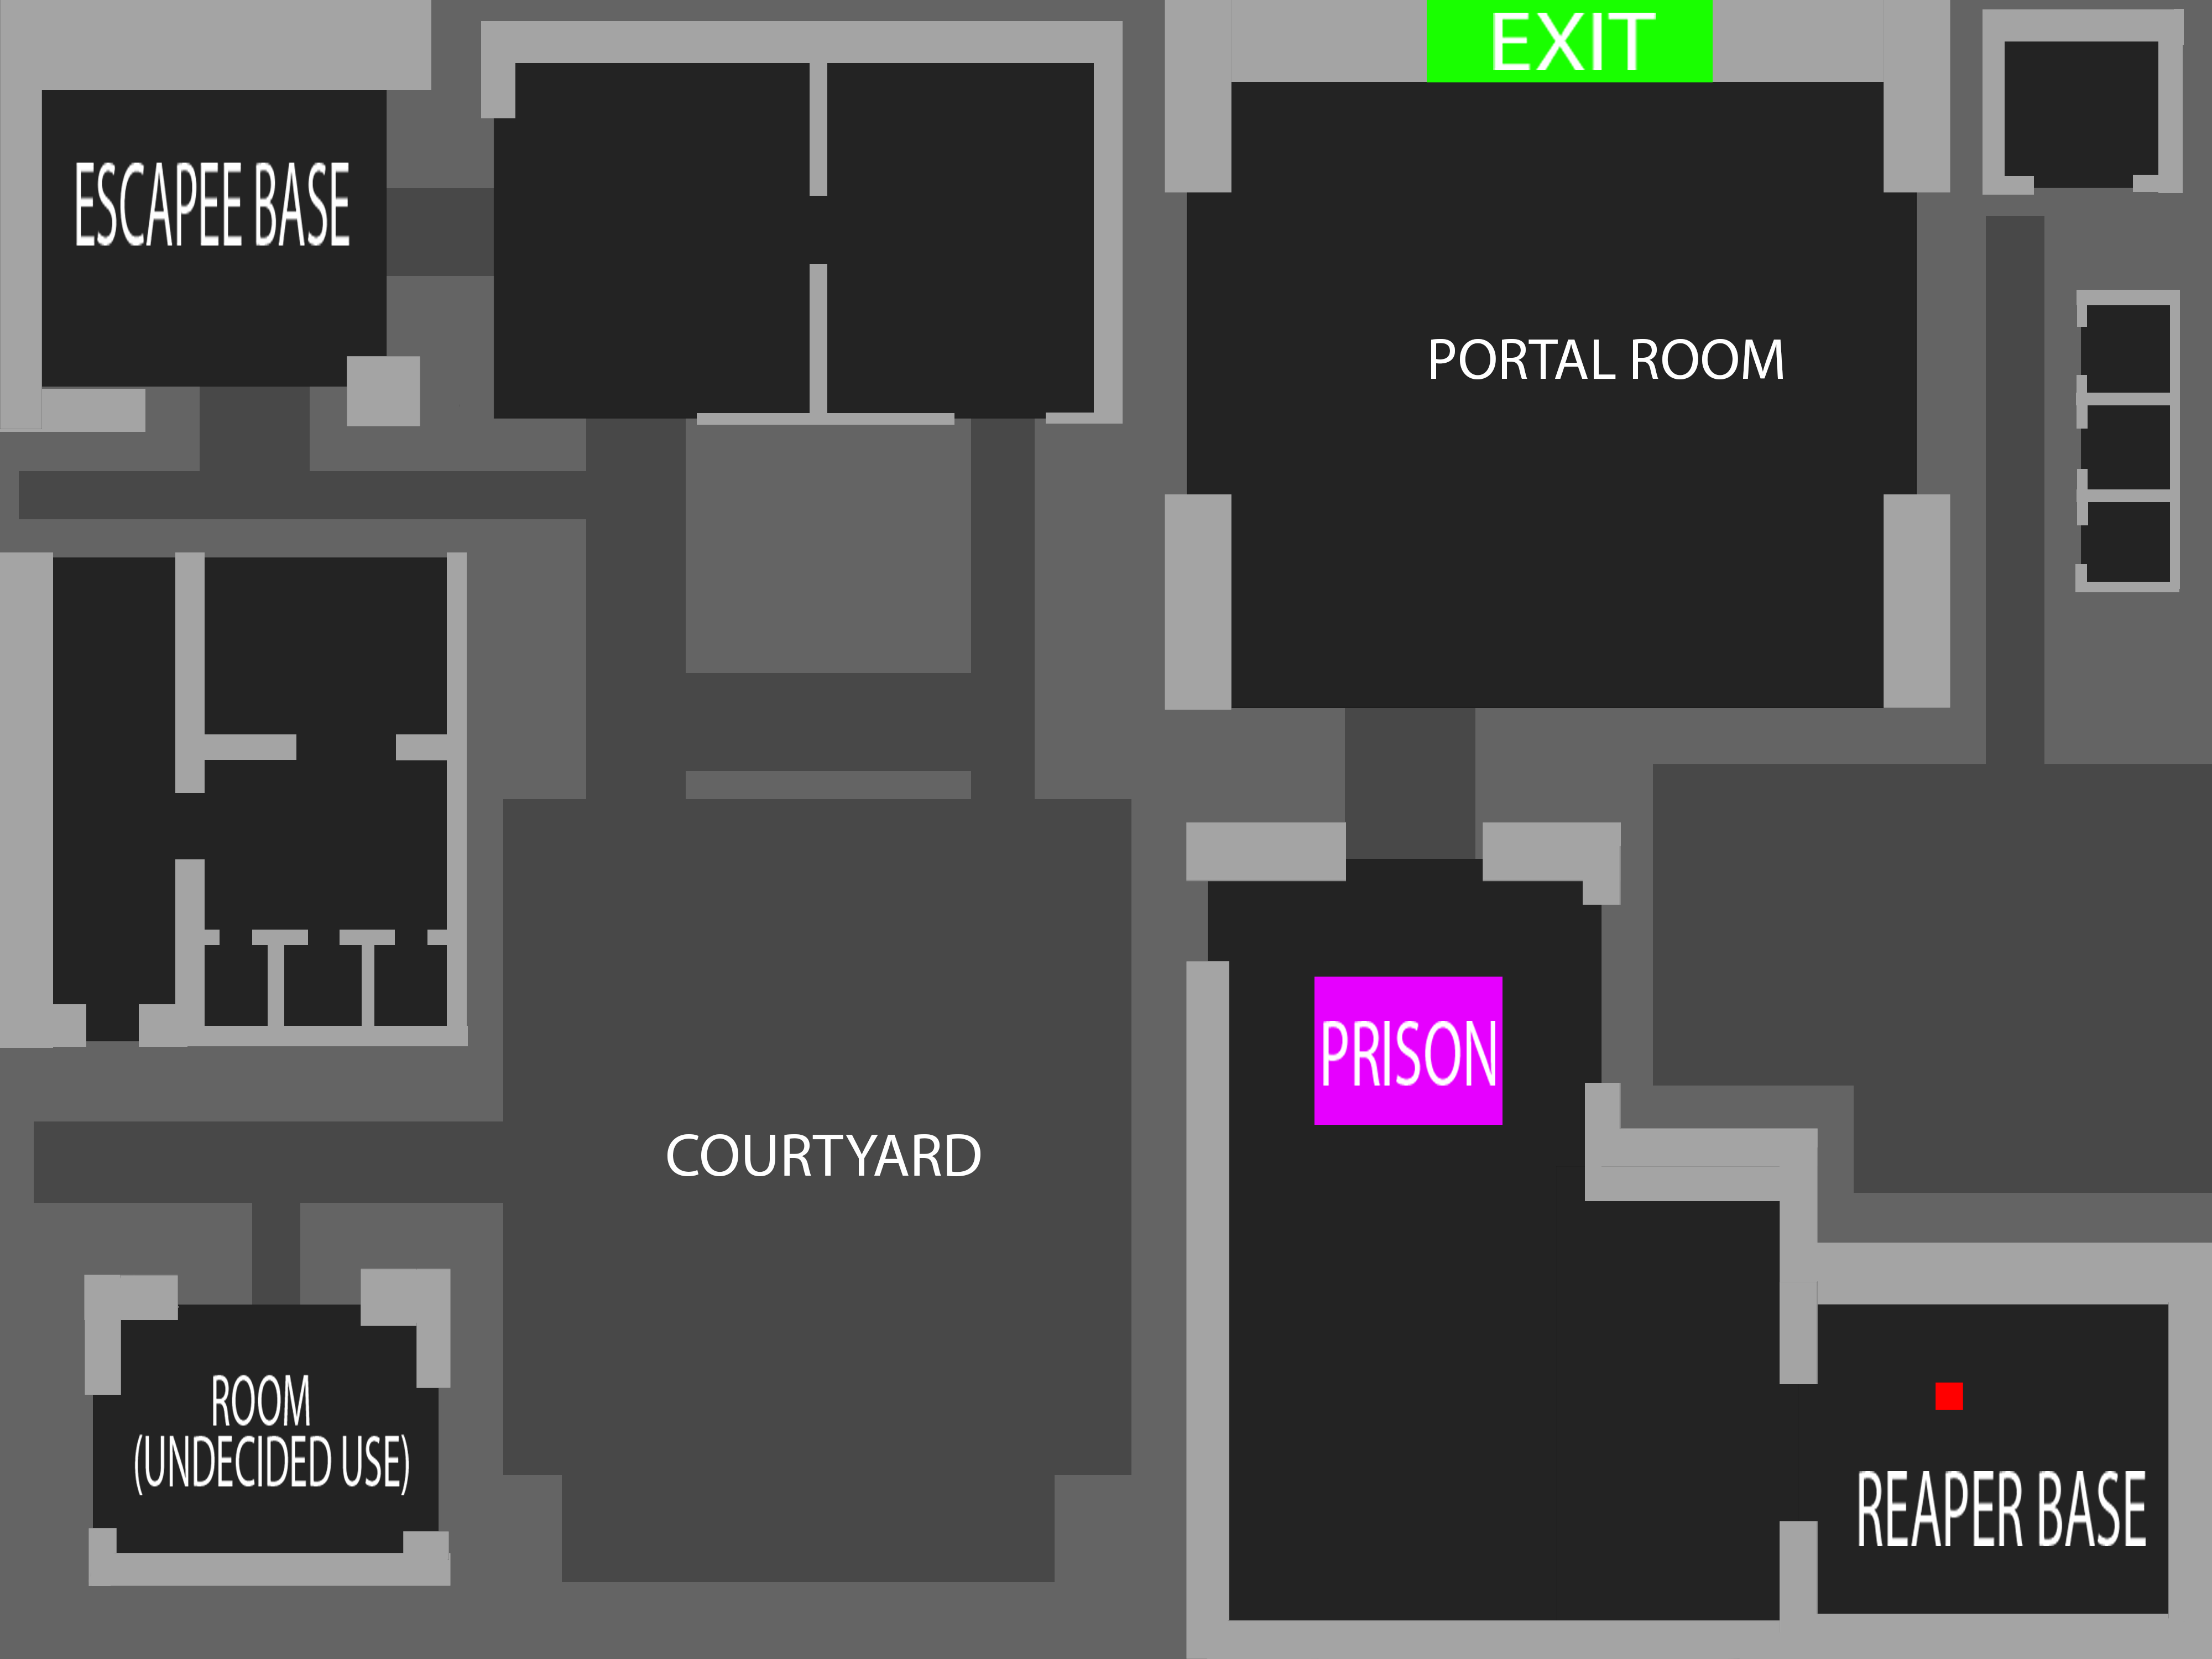 EXIT
ESCAPEE BASE
PORTAL ROOM
PRISON
COURTYARD
ROOM
(UNDECIDED USE)
REAPER BASE